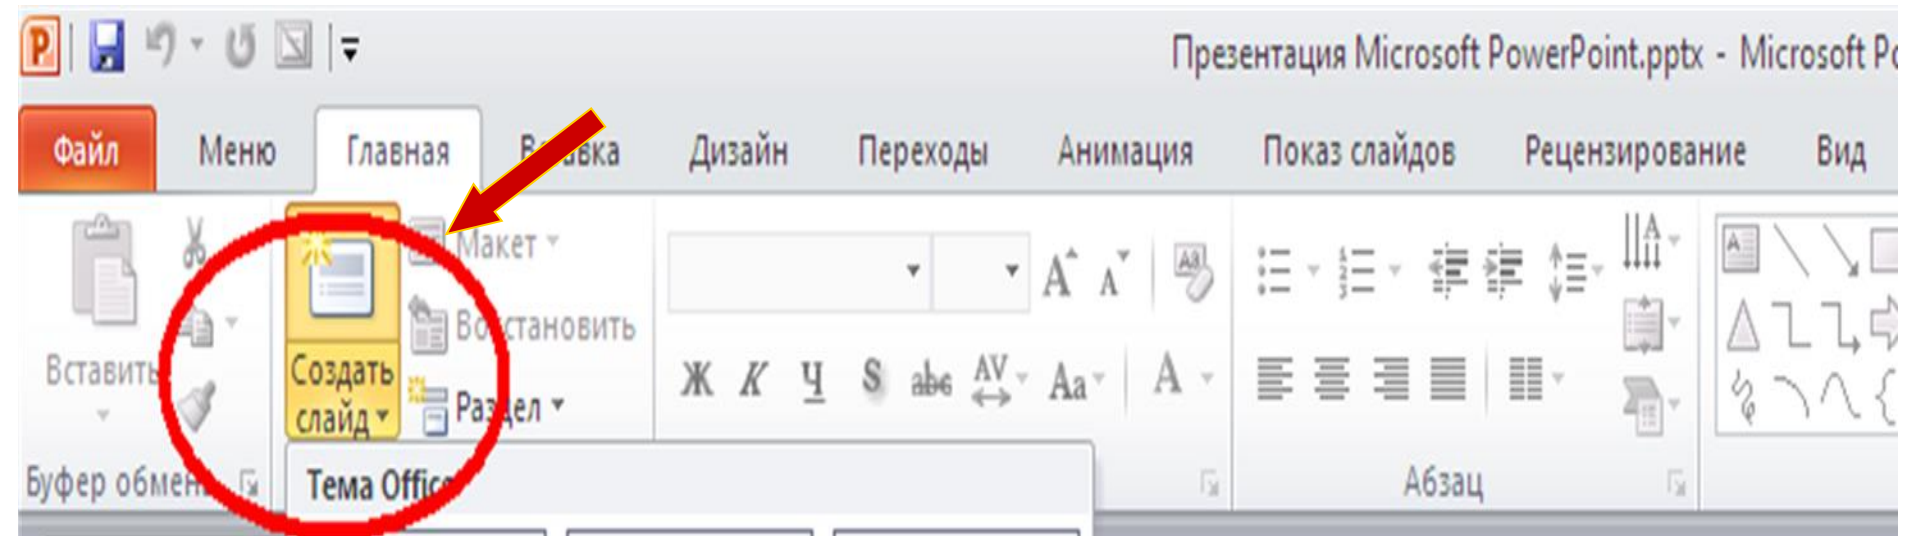 Презентация Microsoft PowerPoint.pptx - Microsoft Po
Файл Меню Главная Вставка Дизайн Переходы Анимация Показ слайдов Рецензирование Вид
Вставить
Создать
слайд
Макет
Восстановить
Раздел
Ж К Ч S abc AV Aa A
Буфер обмен
Абзац
Тема Office